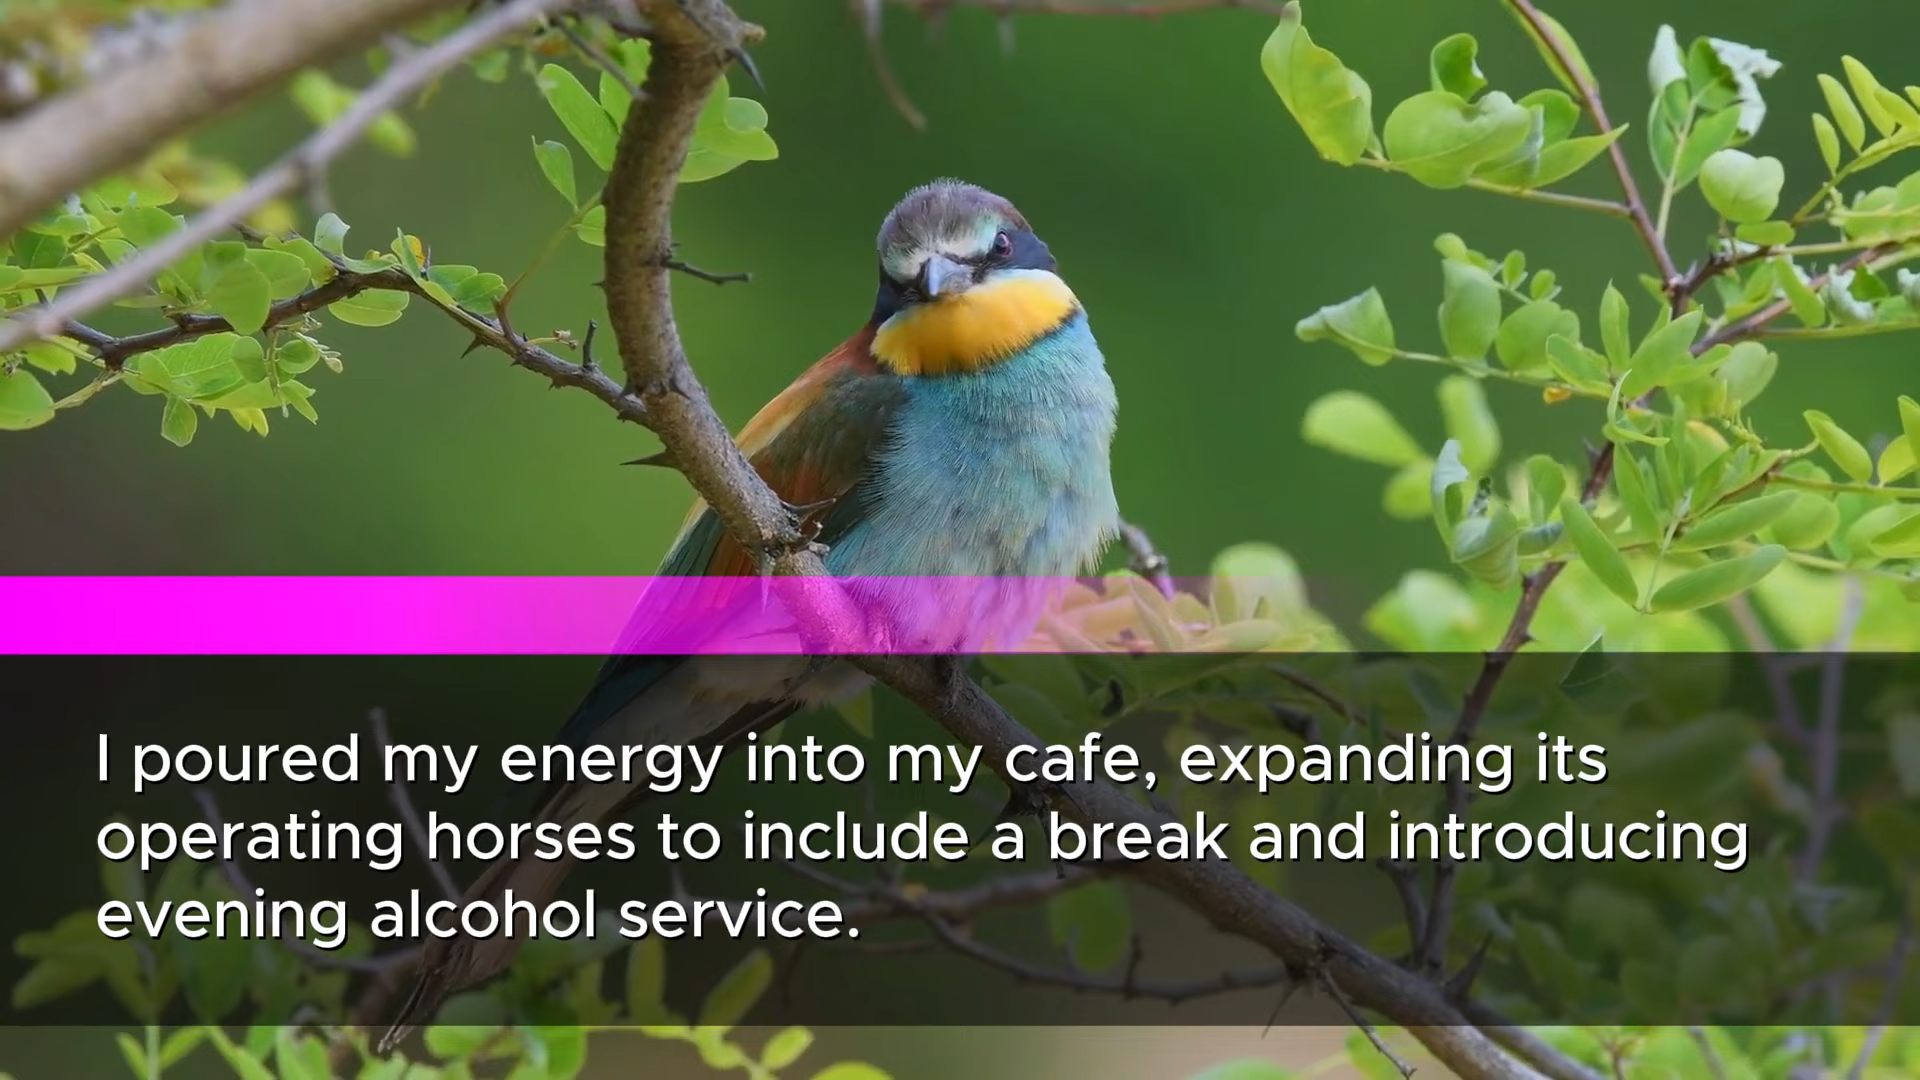 I poured my energy into my cafe, expanding its
operating horses to include a break and introducing
evening alcohol service.